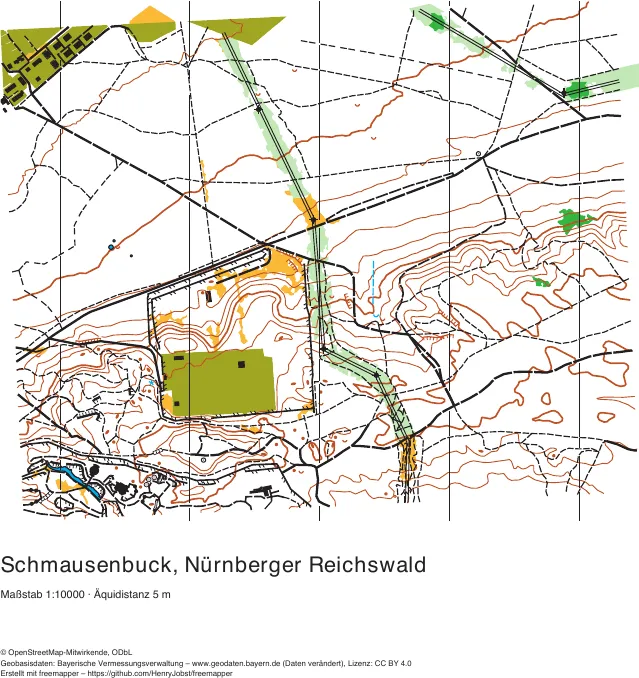 Schmausenbuck, Nürnberger Reichswald
Maßstab 1:10000 · Äquidistanz 5 m
© OpenStreetMap-Mitwirkende, ODbL
Geobasisdaten: Bayerische Vermessungsverwaltung – www.geodaten.bayern.de (Daten verändert), Lizenz: CC BY 4.0
Erstellt mit freemapper – https://github.com/HenryJobst/freemapper